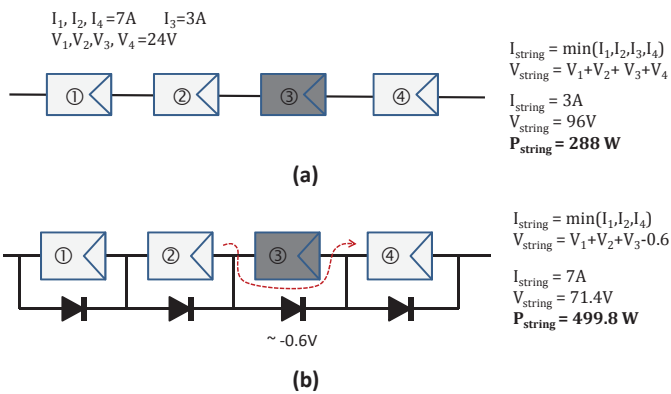 I₁, I₂, I₄ =7A I₃=3A
V₁,V₂,V₃, V₄ =24V
① ② ③ ④
Iₛₜᵣᵢₙg = min(I₁,I₂,I₃,I₄)
Vₛₜᵣᵢₙg = V₁+V₂+ V₃+V₄
Iₛₜᵣᵢₙg = 3A
Vₛₜᵣᵢₙg = 96V
Pₛₜᵣᵢₙg = 288 W
(a)
① ② ③ ④
~ -0.6V
Iₛₜᵣᵢₙg = min(I₁,I₂,I₄)
Vₛₜᵣᵢₙg = V₁+V₂+V₃-0.6
Iₛₜᵣᵢₙg = 7A
Vₛₜᵣᵢₙg = 71.4V
Pₛₜᵣᵢₙg = 499.8 W
(b)